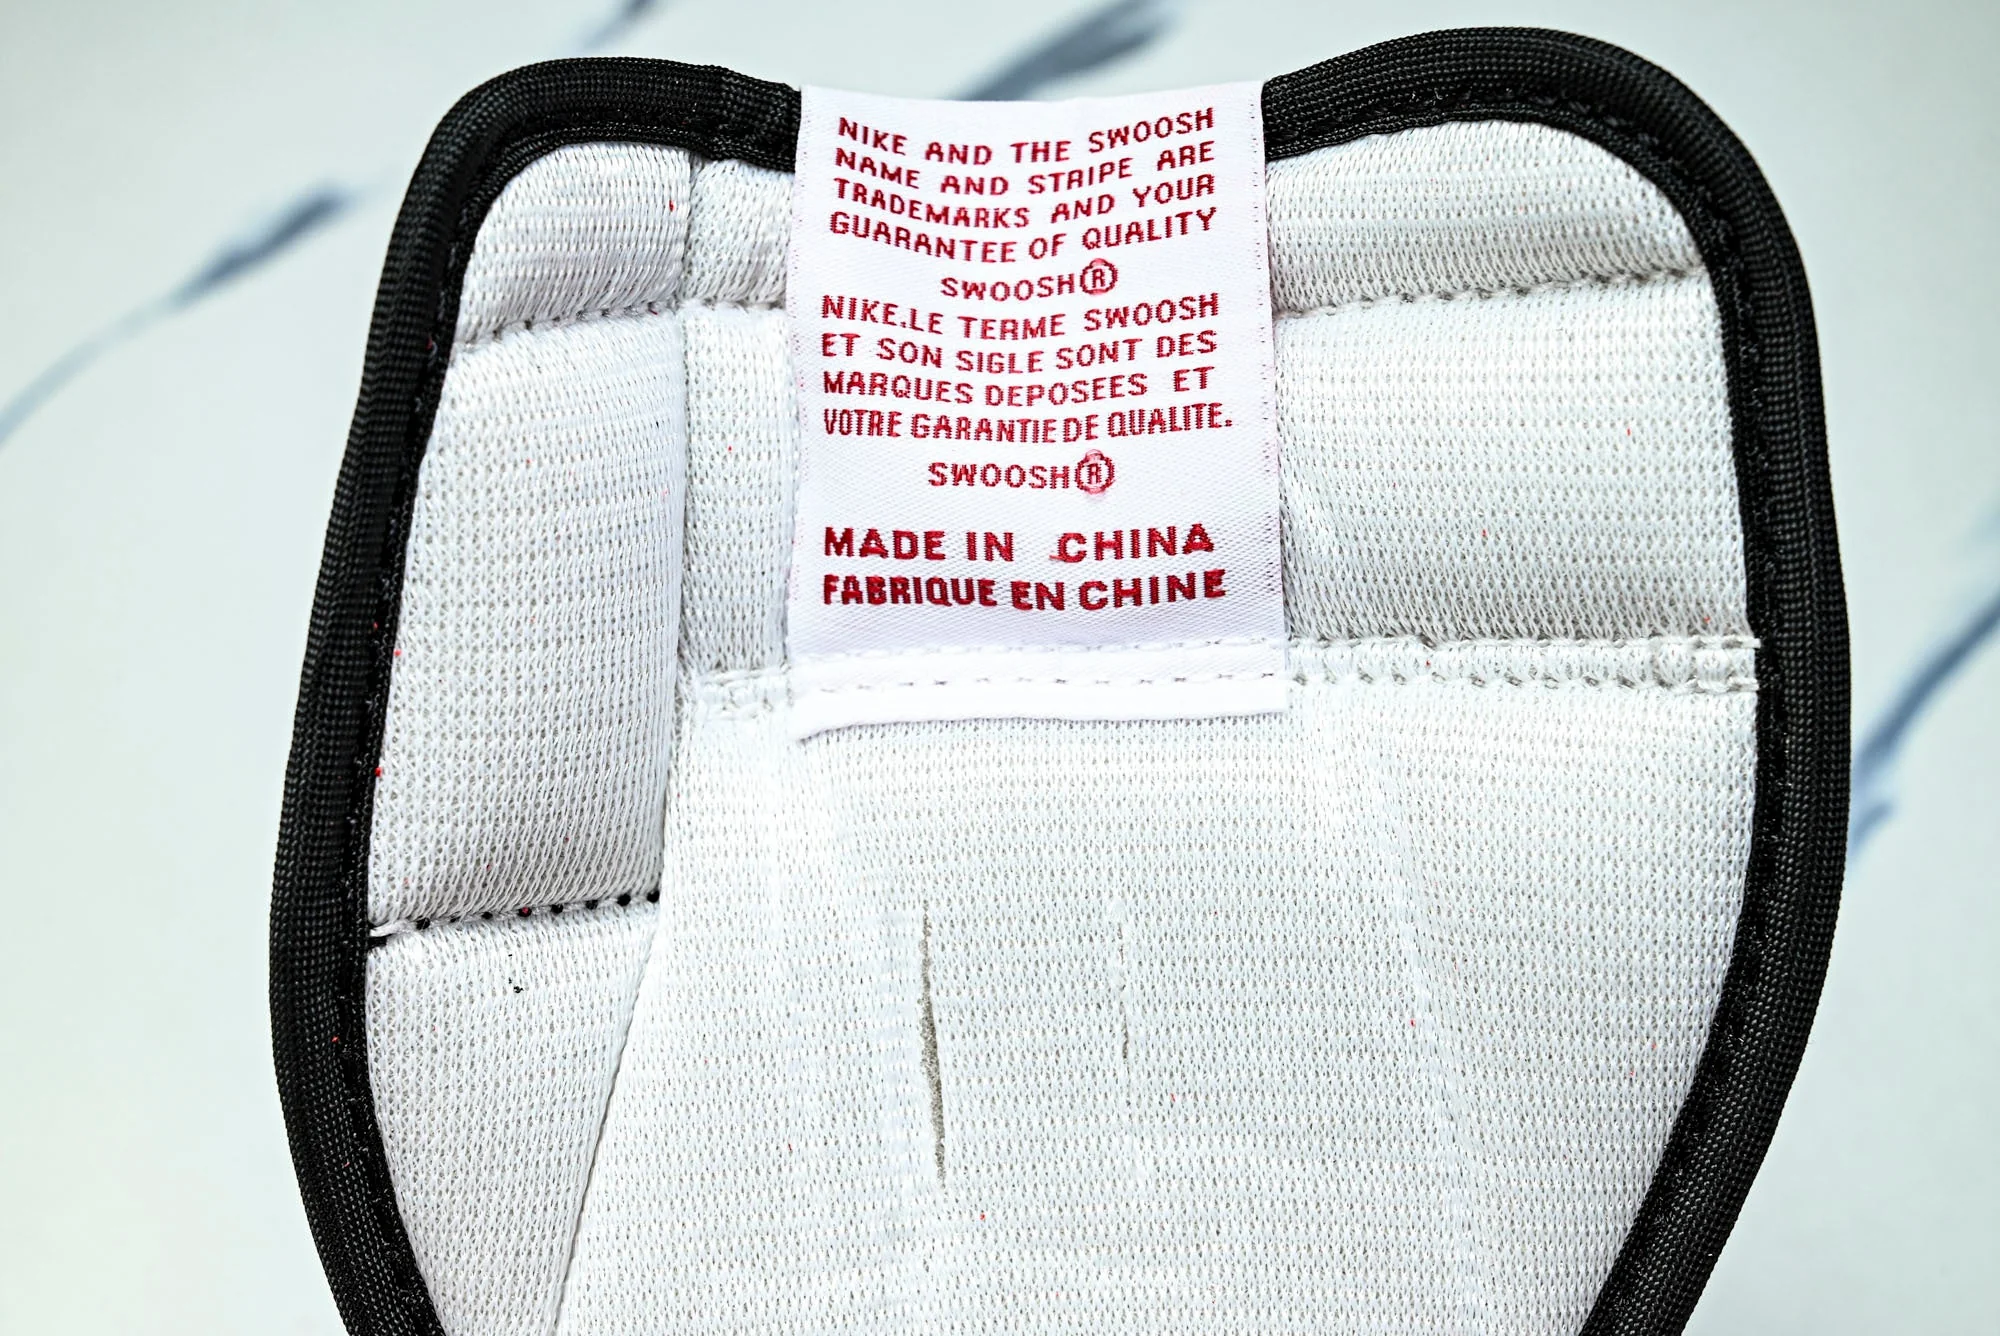 NIKE AND THE SWOOSH
NAME AND STRIPE ARE
TRADEMARKS AND YOUR
GUARANTEE OF QUALITY
SWOOSH®
NIKE.LE TERME SWOOSH
ET SON SIGLE SONT DES
MARQUES DEPOSEES ET
VOTRE GARANTIE DE QUALITE.
SWOOSH®
MADE IN CHINA
FABRIQUE EN CHINE